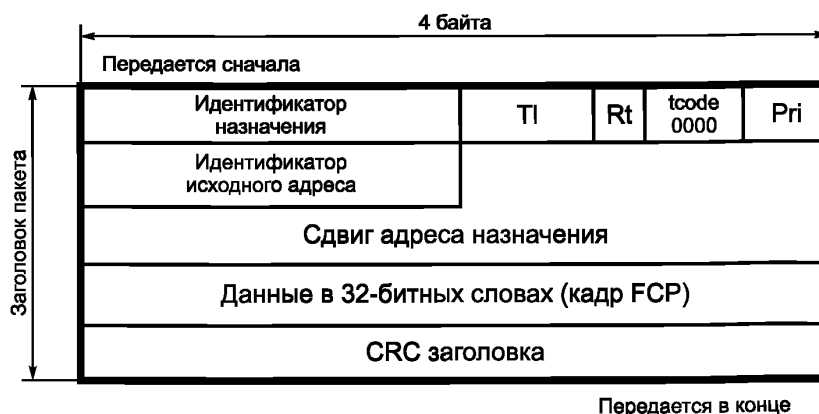 4 байта
Передается сначала
Заголовок пакета
Идентификатор
назначения
Tl
Rt
tcode
0000
Pri
Идентификатор
исходного адреса
Сдвиг адреса назначения
Данные в 32-битных словах (кадр FCP)
CRC заголовка
Передается в конце